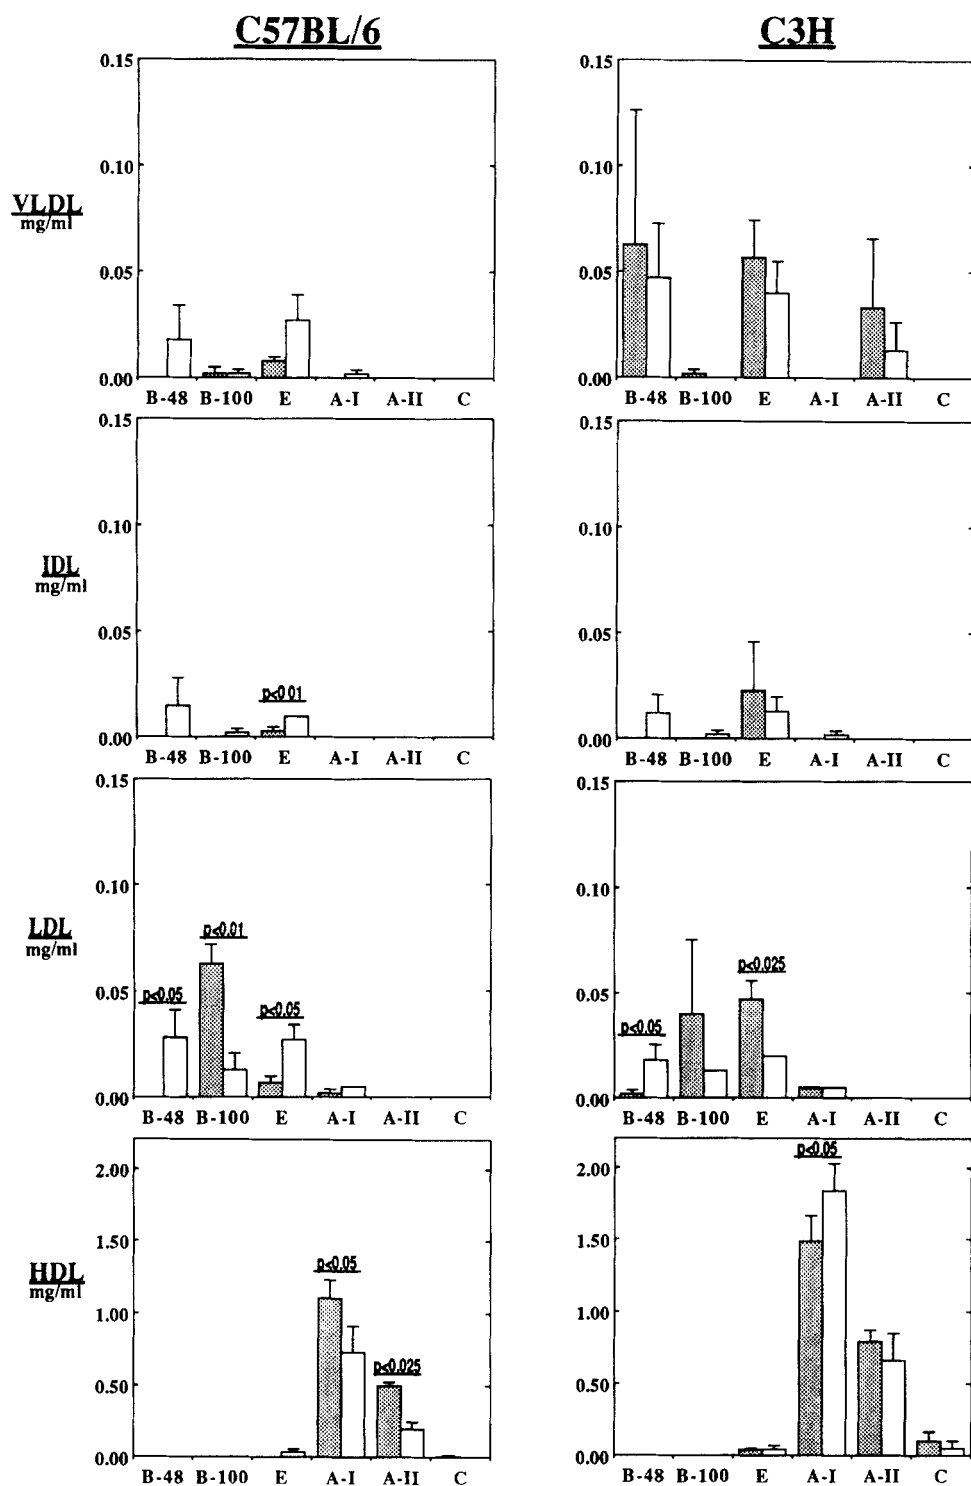 C57BL/6 C3H
0.15 0.15
0.10 0.10
VLDL
mg/ml
0.05 0.05
0.00 0.00
B-48 B-100 E A-I A-II C B-48 B-100 E A-I A-II C
0.15 0.15
0.10 0.10
IDL
mg/ml
0.05 0.05
p<001
0.00 0.00
B-48 B-100 E A-I A-II C B-48 B-100 E A-I A-II C
0.15 0.15
0.10 0.10
LDL
mg/ml
p<0.01
p<0.025
0.05 p<0.05 p<0.05 0.05
p<0.05
0.00 0.00
B-48 B-100 E A-I A-II C B-48 B-100 E A-I A-II C
2.00 2.00
p<0.05
1.50 1.50
HDL
mg/ml
p<0.05
1.00 1.00
p<0.025
0.50 0.50
0.00 0.00
B-48 B-100 E A-I A-II C B-48 B-100 E A-I A-II C